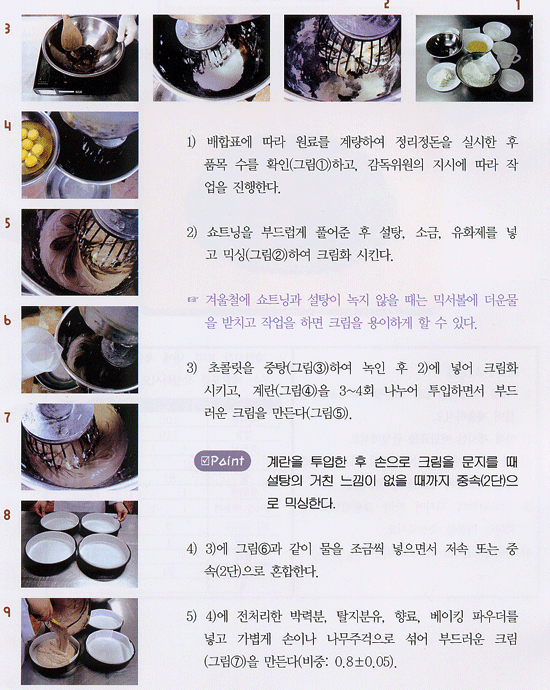 2
1
3
4
1) 배합표에 따라 원료를 계량하여 정리정돈을 실시한 후
품목 수를 확인(그림①)하고, 감독위원의 지시에 따라 작
업을 진행한다.
5
2) 쇼트닝을 부드럽게 풀어준 후 설탕, 소금, 유화제를 넣
고 믹싱(그림②)하여 크림화 시킨다.
☞ 겨울철에 쇼트닝과 설탕이 녹지 않을 때는 믹서볼에 더운물
을 받치고 작업을 하면 크림을 용이하게 할 수 있다.
6
3) 초콜릿을 중탕(그림③)하여 녹인 후 2)에 넣어 크림화
시키고, 계란(그림④)을 3~4회 나누어 투입하면서 부드
러운 크림을 만든다(그림⑤).
7
☑Point 계란을 투입한 후 손으로 크림을 문지를 때
설탕의 거친 느낌이 없을 때까지 중속(2단)으
로 믹싱한다.
8
4) 3)에 그림⑥과 같이 물을 조금씩 넣으면서 저속 또는 중
속(2단)으로 혼합한다.
9
5) 4)에 전처리한 박력분, 탈지분유, 향료, 베이킹 파우더를
넣고 가볍게 손이나 나무주걱으로 섞어 부드러운 크림
(그림⑦)을 만든다(비중: 0.8±0.05).